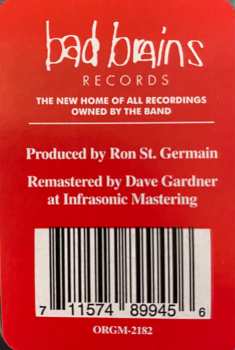 bad brains
RECORDS
THE NEW HOME OF ALL RECORDINGS
OWNED BY THE BAND
Produced by Ron St. Germain
Remastered by Dave Gardner
at Infrasonic Mastering
7 11574 89945 6
ORGM-2182